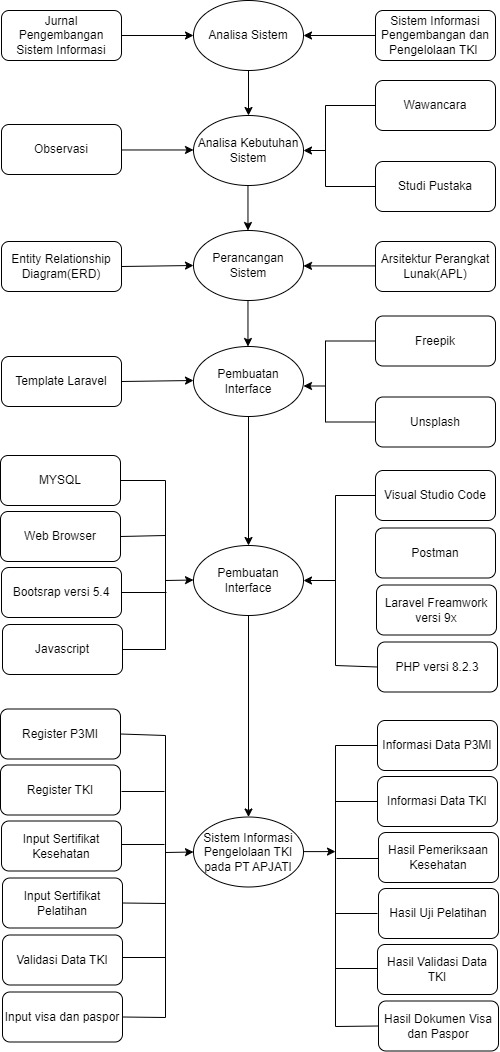 Jurnal
Pengembangan
Sistem Informasi
Analisa Sistem
Sistem Informasi
Pengembangan dan
Pengelolaan TKI
Observasi
Analisa Kebutuhan
Sistem
Wawancara
Studi Pustaka
Entity Relationship
Diagram(ERD)
Perancangan
Sistem
Arsitektur Perangkat
Lunak(APL)
Template Laravel
Pembuatan
Interface
Freepik
Unsplash
MYSQL
Web Browser
Bootsrap versi 5.4
Javascript
Pembuatan
Interface
Visual Studio Code
Postman
Laravel Freamwork
versi 9x
PHP versi 8.2.3
Register P3MI
Register TKI
Input Sertifikat
Kesehatan
Input Sertifikat
Pelatihan
Validasi Data TKI
Input visa dan paspor
Sistem Informasi
Pengelolaan TKI
pada PT APJATI
Informasi Data P3MI
Informasi Data TKI
Hasil Pemeriksaan
Kesehatan
Hasil Uji Pelatihan
Hasil Validasi Data
TKI
Hasil Dokumen Visa
dan Paspor